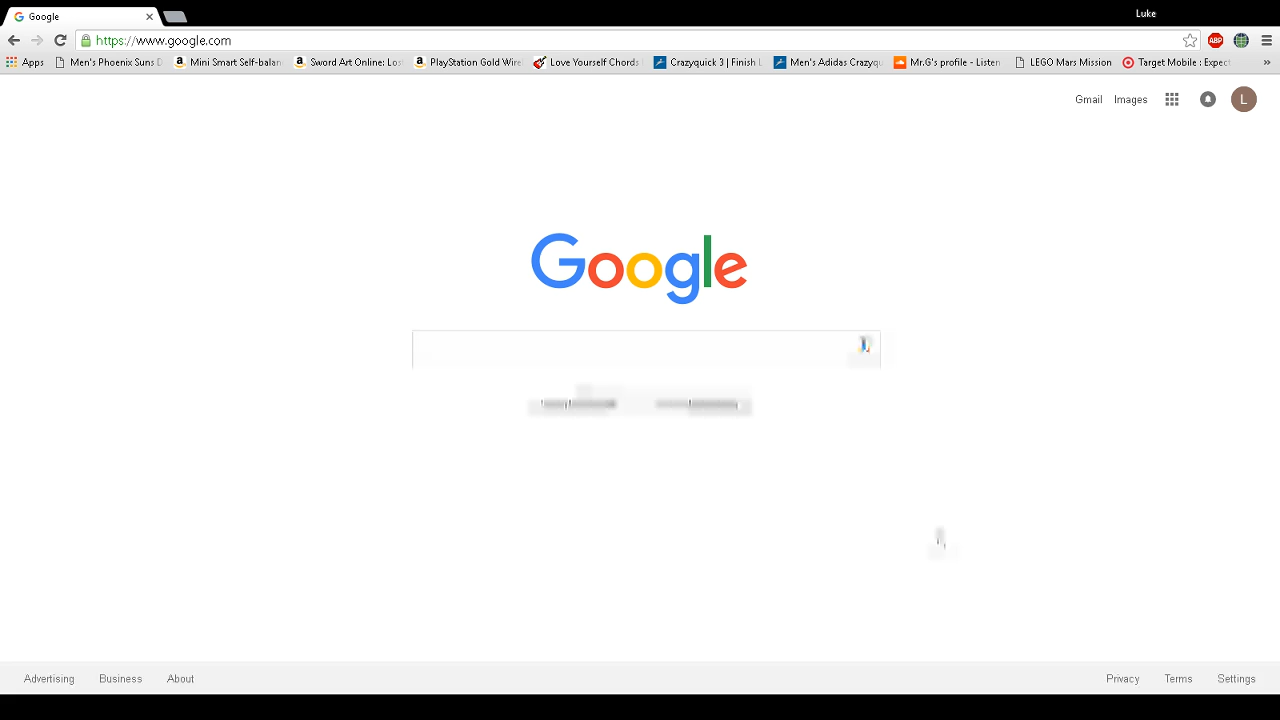 Google
Luke
https://www.google.com
Apps Men's Phoenix Suns Mini Smart Self-balan Sword Art Online: Los PlayStation Gold Wire Love Yourself Chords Crazyquick 3 | Finish L Men's Adidas Crazyqu Mr.G's profile - Listen LEGO Mars Mission Target Mobile : Expect »
ABP
Gmail Images L
Google
Advertising Business About Privacy Terms Settings